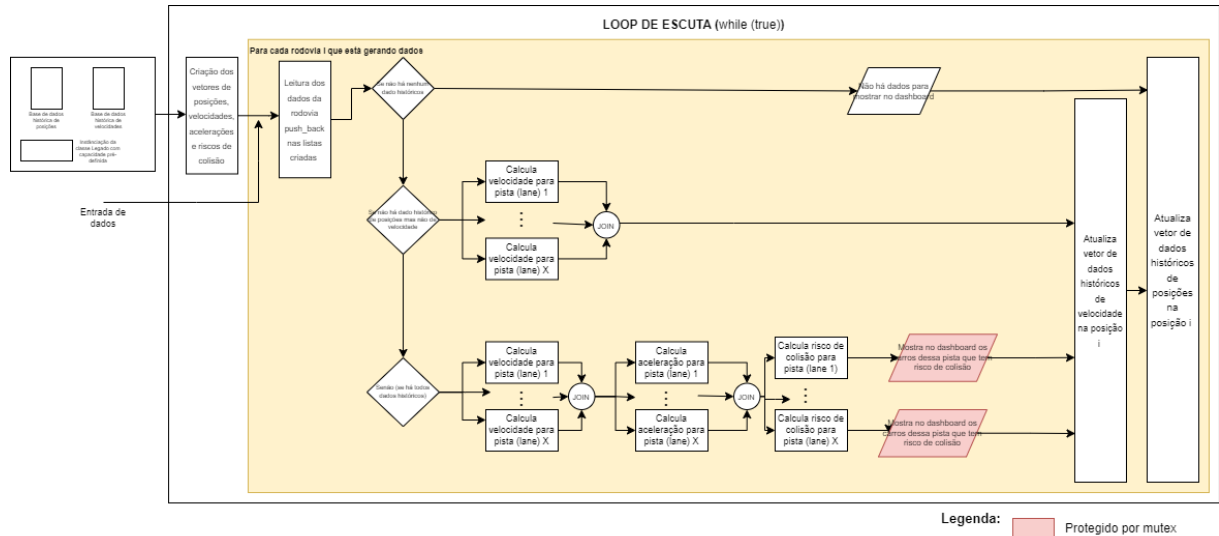 LOOP DE ESCUTA (while (true))
Para cada rodovia i que está gerando dados
Base de dados
histórica de
posições
Base de dados
histórica de
velocidades
Instanciação da
classe Legado com
capacidade pré-
definida
Entrada de
dados
Criação dos
vetores de
posições,
velocidades,
acelerações
e riscos de
colisão
Leitura dos
dados da
rodovia
push_back
nas listas
criadas
Se não há nenhum
dado históricos
Não há dados para
mostrar no dashboard
Se não há dado histórico
de posições mas não de
velocidade
Calcula
velocidade para
pista (lane) 1
⋮
Calcula
velocidade para
pista (lane) X
JOIN
Senão (se há todos
dados históricos)
Calcula
velocidade para
pista (lane) 1
⋮
Calcula
velocidade para
pista (lane) X
JOIN
Calcula
aceleração para
pista (lane) 1
⋮
Calcula
aceleração para
pista (lane) X
JOIN
Calcula risco de
colisão para
pista (lane 1)
⋮
Calcula risco de
colisão para
pista (lane) X
Mostra no dashboard os
carros dessa pista que tem
risco de colisão
Mostra no dashboard os
carros dessa pista que tem
risco de colisão
Atualiza
vetor de
dados
históricos
de
velocidade
na posição
i
Atualiza
vetor de
dados
históricos
de
posições
na
posição i
Legenda:
Protegido por mutex